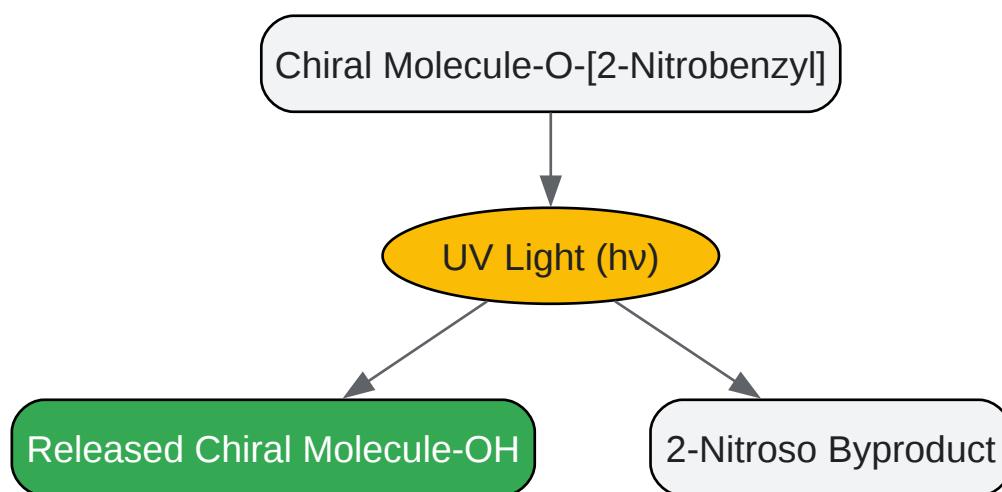 Chiral Molecule-O-[2-Nitrobenzyl]
UV Light (hν)
Released Chiral Molecule-OH
2-Nitroso Byproduct